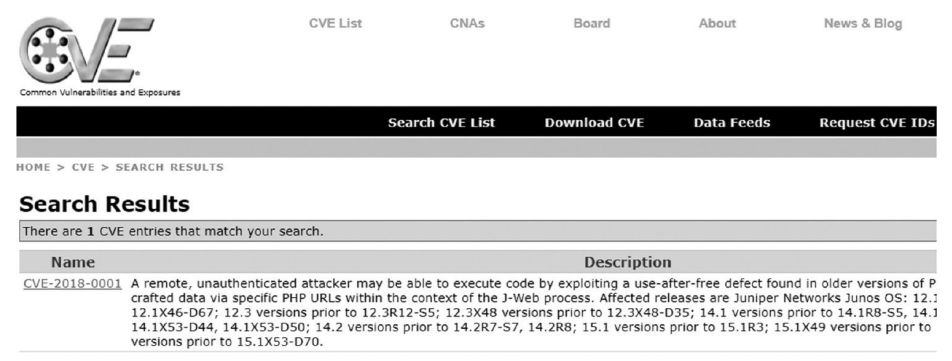 CVE List CNAs Board About News & Blog
CVE
Common Vulnerabilities and Exposures
Search CVE List Download CVE Data Feeds Request CVE IDs
HOME > CVE > SEARCH RESULTS
Search Results
There are 1 CVE entries that match your search.
Name Description
CVE-2018-0001 A remote, unauthenticated attacker may be able to execute code by exploiting a use-after-free defect found in older versions of P
crafted data via specific PHP URLs within the context of the J-Web process. Affected releases are Juniper Networks Junos OS: 12.1
12.1X46-D67; 12.3 versions prior to 12.3R12-S5; 12.3X48 versions prior to 12.3X48-D35; 14.1 versions prior to 14.1R8-S5, 14.1
14.1X53-D44, 14.1X53-D50; 14.2 versions prior to 14.2R7-S7, 14.2R8; 15.1 versions prior to 15.1R3; 15.1X49 versions prior to
versions prior to 15.1X53-D70.